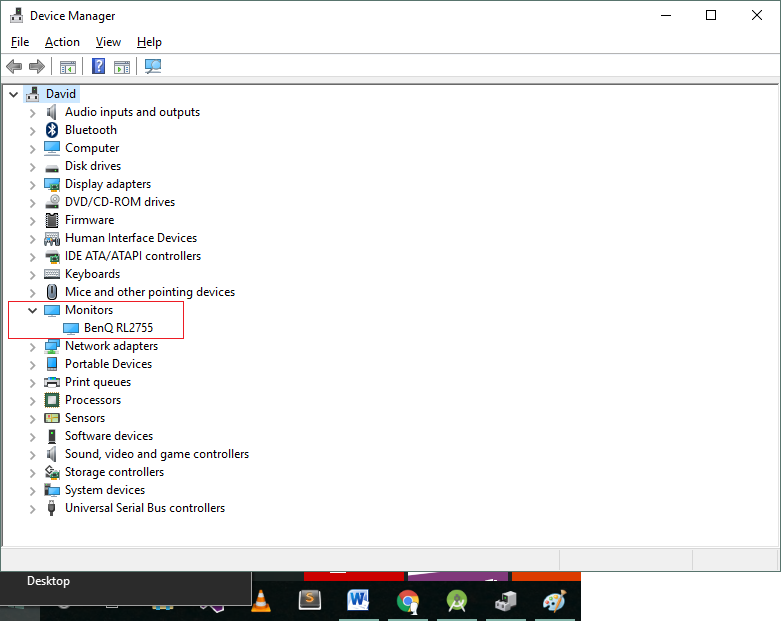 Device Manager
File Action View Help
David
Audio inputs and outputs
Bluetooth
Computer
Disk drives
Display adapters
DVD/CD-ROM drives
Firmware
Human Interface Devices
IDE ATA/ATAPI controllers
Keyboards
Mice and other pointing devices
Monitors
BenQ RL2755
Network adapters
Portable Devices
Print queues
Processors
Sensors
Software devices
Sound, video and game controllers
Storage controllers
System devices
Universal Serial Bus controllers
Desktop